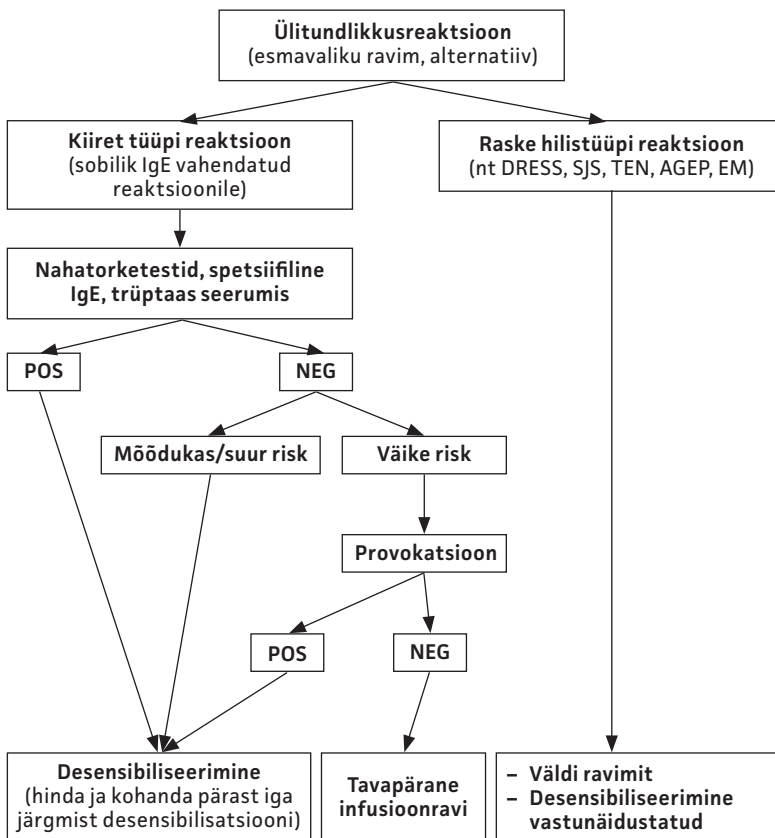 Ülitundlikkusreaktsioon
(esmavaliku ravim, alternatiiv)
Kiiret tüüpi reaktsioon
(sobilik IgE vahendatud
reaktsioonile)
Raske hilistüüpi reaktsioon
(nt DRESS, SJS, TEN, AGEP, EM)
Nahatorketestid, spetsiifiline
IgE, trüptaas seerumis
POS
NEG
Mõõdukas/suur risk
Väike risk
Provokatsioon
POS
NEG
Desensibiliseerimine
(hinda ja kohanda pärast iga
järgmist desensibilisatsiooni)
Tavapärane
infusioonravi
– Väldi ravimit
– Desensibiliseerimine
vastunäidustatud